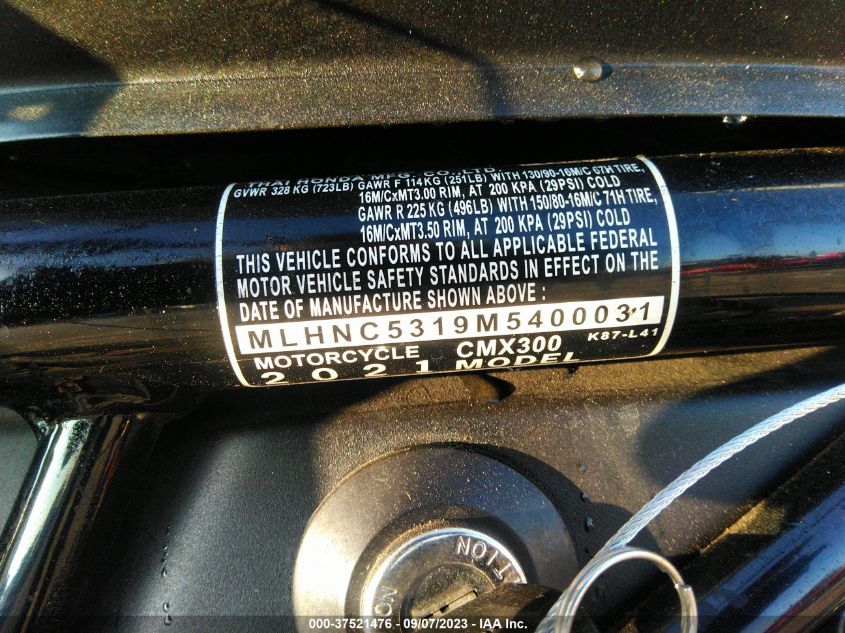 THAI HONDA MFG. CO., LTD.
GVWR 328 KG (723LB) GAWR F 114KG (251LB) WITH 130/90-16M/C 67H TIRE,
16M/CxMT3.00 RIM, AT 200 KPA (29PSI) COLD
GAWR R 225 KG (496LB) WITH 150/80-16M/C 71H TIRE,
16M/CxMT3.50 RIM, AT 200 KPA (29PSI) COLD
THIS VEHICLE CONFORMS TO ALL APPLICABLE FEDERAL
MOTOR VEHICLE SAFETY STANDARDS IN EFFECT ON THE
DATE OF MANUFACTURE SHOWN ABOVE :
MLHNC5319M5400031
MOTORCYCLE CMX300 K87-L41
2021 MODEL
ON
TION
000-37521476 - 09/07/2023 - IAA Inc.